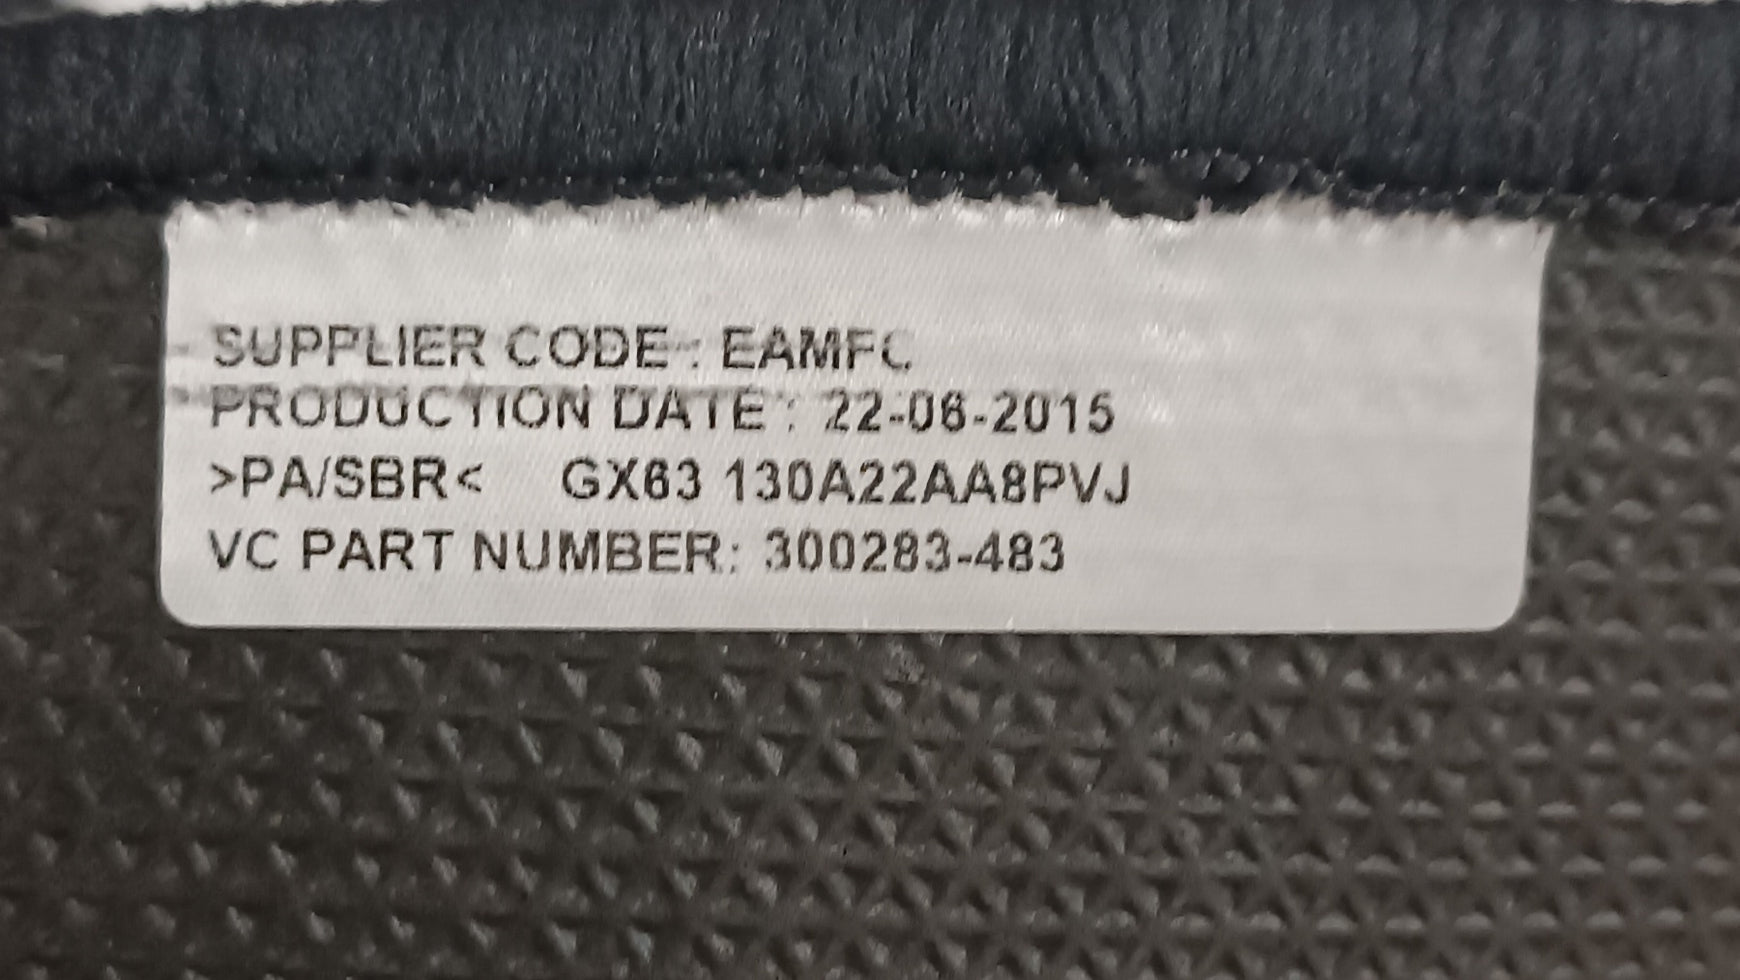 SUPPLIER CODE : EAMFC
PRODUCTION DATE : 22-06-2015
>PA/SBR< GX63 130A22AA8PVJ
VC PART NUMBER: 300283-483